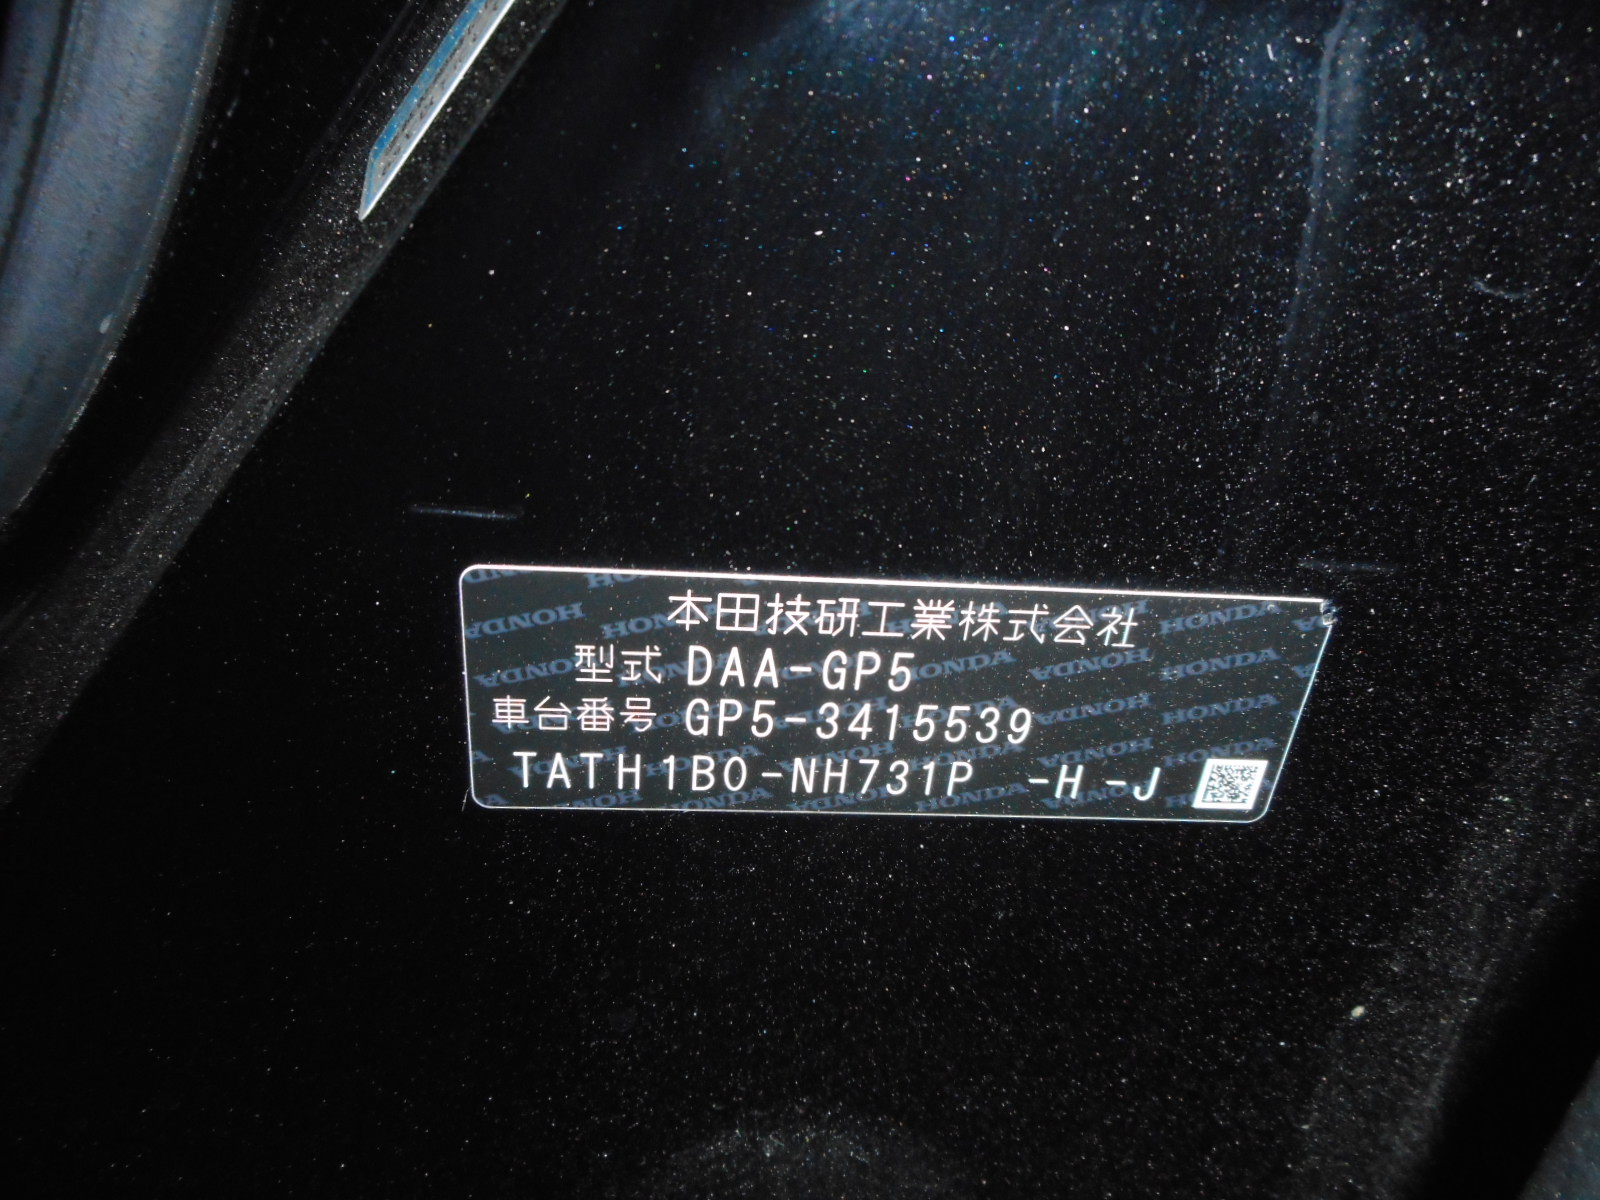 本田技研工業株式会社
型式 DAA-GP5
車台番号 GP5-3415539
TATH1B0-NH731P -H-J